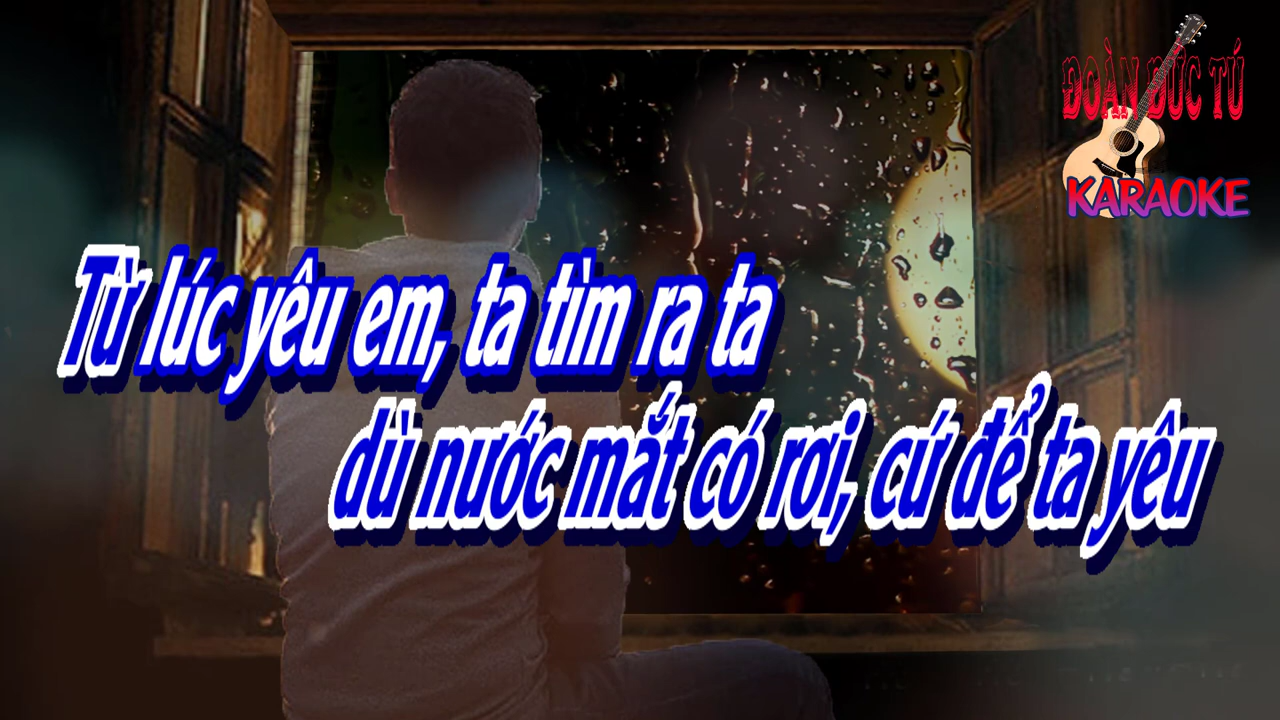 ĐOÀN ĐỨC TÚ
KARAOKE
Từ lúc yêu em, ta tìm ra ta
dù nước mắt có rơi, cứ để ta yêu